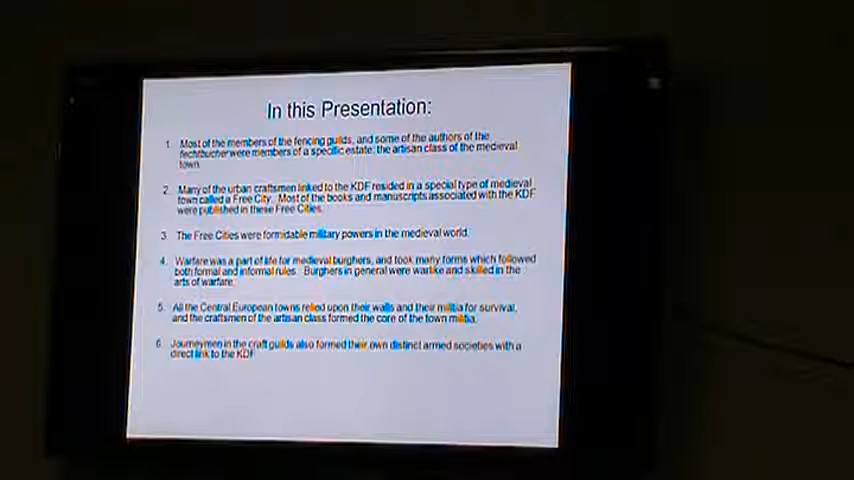 In this Presentation:
1. Most of the members of the fencing guilds, and some of the authors of the
fechtbucher were members of a specific estate: the artisan class of the medieval
town.
2. Many of the urban craftsmen linked to the KDF resided in a special type of medieval
town called a Free City. Most of the books and manuscripts associated with the KDF
were published in these Free Cities.
3. The Free Cities were formidable military powers in the medieval world.
4. Warfare was a part of life for medieval burghers, and took many forms which followed
both formal and informal rules. Burghers in general were warlike and skilled in the
arts of warfare.
5. All the Central European towns relied upon their walls and their militia for survival,
and the craftsmen of the artisan class formed the core of the town militia.
6. Journeymen in the craft guilds also formed their own distinct armed societies with a
direct link to the KDF